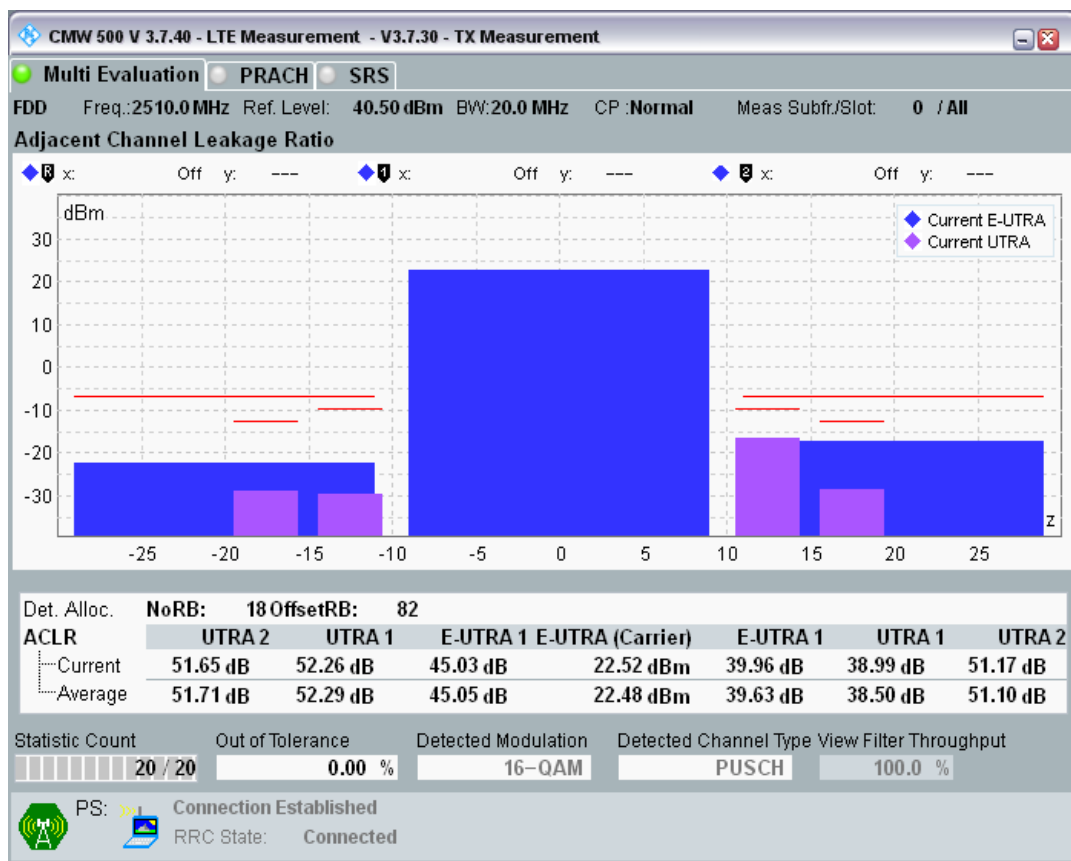 CMW 500 V 3.7.40 - LTE Measurement - V3.7.30 - TX Measurement
Multi Evaluation PRACH SRS
FDD Freq.:2510.0 MHz Ref. Level: 40.50 dBm BW:20.0 MHz CP :Normal Meas Subfr./Slot: 0 / All
Adjacent Channel Leakage Ratio
R x: Off y: --- 1 x: Off y: --- 2 x: Off y: ---
dBm
Current E-UTRA
Current UTRA
30
20
10
0
-10
-20
-30
z
-25 -20 -15 -10 -5 0 5 10 15 20 25
Det. Alloc. NoRB: 18 OffsetRB: 82
ACLR UTRA 2 UTRA 1 E-UTRA 1 E-UTRA (Carrier) E-UTRA 1 UTRA 1 UTRA 2
Current 51.65 dB 52.26 dB 45.03 dB 22.52 dBm 39.96 dB 38.99 dB 51.17 dB
Average 51.71 dB 52.29 dB 45.05 dB 22.48 dBm 39.63 dB 38.50 dB 51.10 dB
Statistic Count Out of Tolerance Detected Modulation Detected Channel Type View Filter Throughput
20 / 20 0.00 % 16-QAM PUSCH 100.0 %
PS: Connection Established
RRC State: Connected